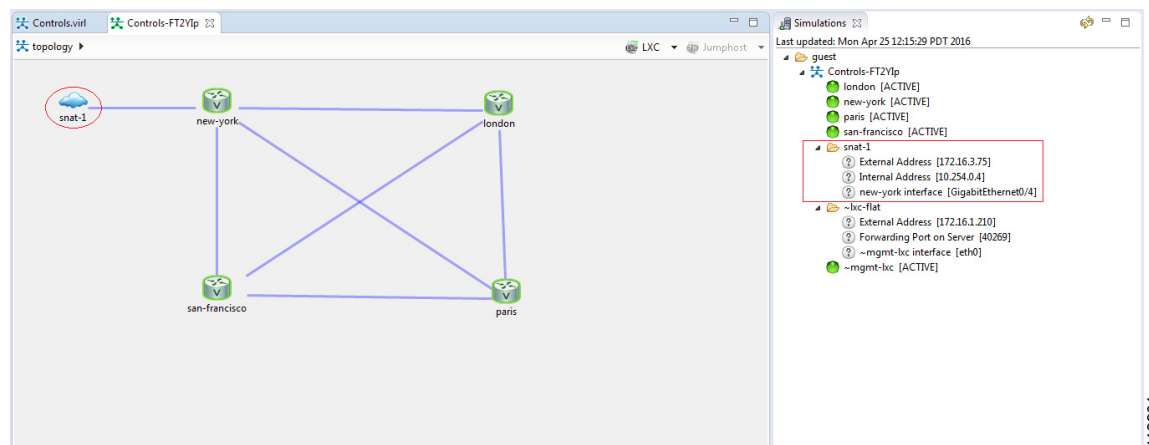 Controls.virl
Controls-FT2YIp
topology
LXC
Jumphost
snat-1
new-york
london
san-francisco
paris
Simulations
Last updated: Mon Apr 25 12:15:29 PDT 2016
guest
Controls-FT2YIp
london [ACTIVE]
new-york [ACTIVE]
paris [ACTIVE]
san-francisco [ACTIVE]
snat-1
External Address [172.16.3.75]
Internal Address [10.254.0.4]
new-york interface [GigabitEthernet0/4]
~lxc-flat
External Address [172.16.1.210]
Forwarding Port on Server [40269]
~mgmt-lxc interface [eth0]
~mgmt-lxc [ACTIVE]